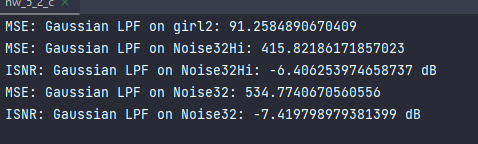 hw_5_2_c
MSE: Gaussian LPF on girl2: 91.2584890670409
MSE: Gaussian LPF on Noise32Hi: 415.82186171857023
ISNR: Gaussian LPF on Noise32Hi: -6.406253974658737 dB
MSE: Gaussian LPF on Noise32: 534.7740670560556
ISNR: Gaussian LPF on Noise32: -7.419798979381399 dB